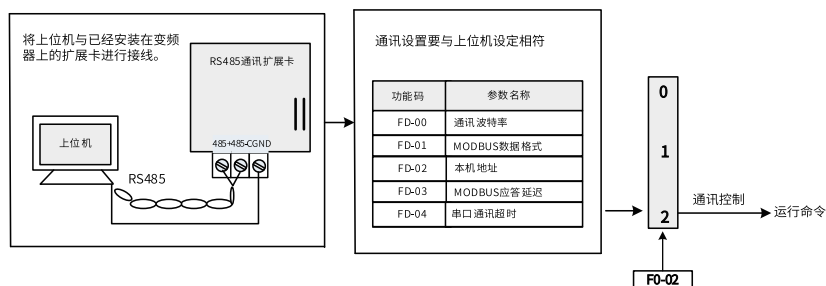 将上位机与已经安装在变频
器上的扩展卡进行接线。
RS485通讯扩展卡
485+485-CGND
上位机
RS485
通讯设置要与上位机设定相符
功能码 参数名称
FD-00 通讯波特率
FD-01 MODBUS数据格式
FD-02 本机地址
FD-03 MODBUS应答延迟
FD-04 串口通讯超时
0
1
2
通讯控制
运行命令
F0-02